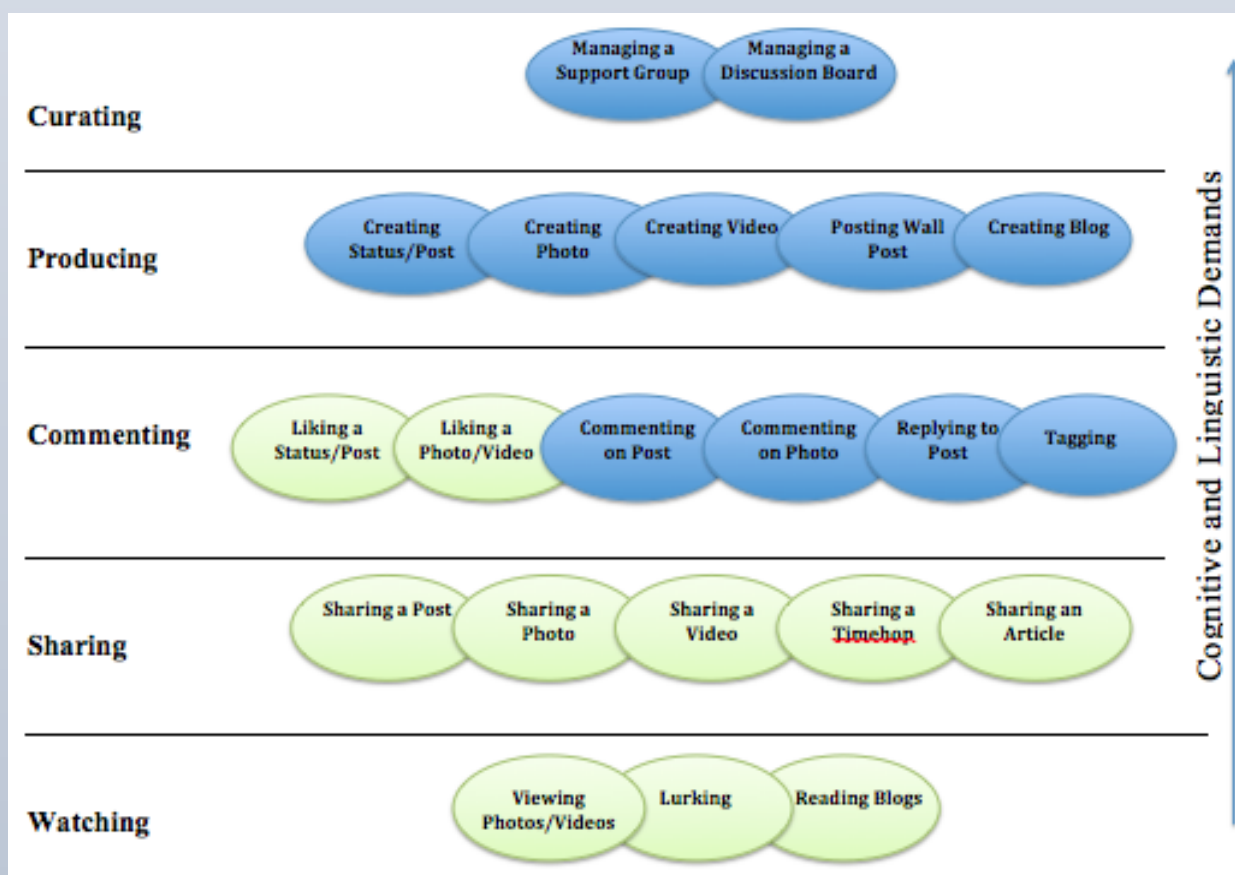 Managing a
Support Group
Managing a
Discussion Board
Curating
Creating
Status/Post
Creating
Photo
Creating Video
Posting Wall
Post
Creating Blog
Producing
Liking a
Status/Post
Liking a
Photo/Video
Commenting
on Post
Commenting
on Photo
Replying to
Post
Tagging
Commenting
Sharing a Post
Sharing a
Photo
Sharing a
Video
Sharing a
Timehop
Sharing an
Article
Sharing
Viewing
Photos/Videos
Lurking
Reading Blogs
Watching
Cognitive and Linguistic Demands